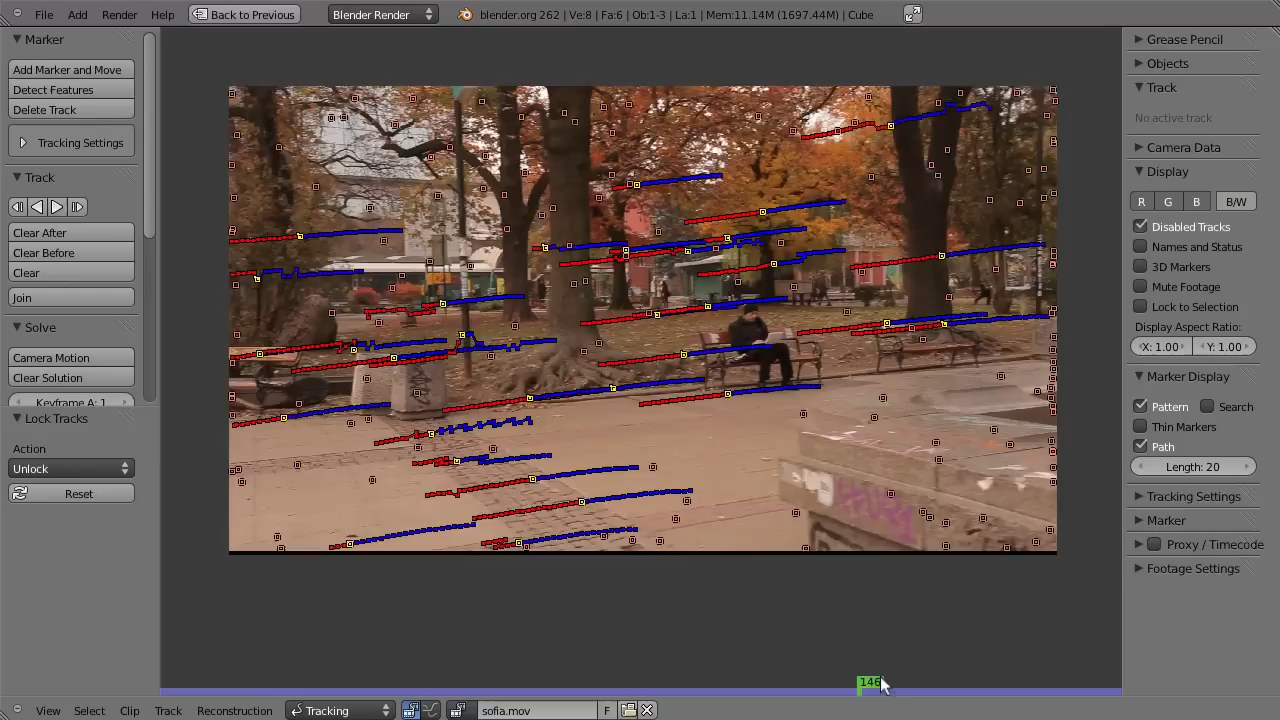 File Add Render Help Back to Previous Blender Render blender.org 262 | Ve:8 | Fa:6 | Ob:1-3 | La:1 | Mem:11.14M (1697.44M) | Cube
Marker
Add Marker and Move
Detect Features
Delete Track
Tracking Settings
Track
Clear After
Clear Before
Clear
Join
Solve
Camera Motion
Clear Solution
Keyframe A: 1
Lock Tracks
Action
Unlock
Reset
Grease Pencil
Objects
Track
No active track
Camera Data
Display
R G B B/W
Disabled Tracks
Names and Status
3D Markers
Mute Footage
Lock to Selection
Display Aspect Ratio:
X: 1.00 Y: 1.00
Marker Display
Pattern Search
Thin Markers
Path
Length: 20
Tracking Settings
Marker
Proxy / Timecode
Footage Settings
146
View Select Clip Track Reconstruction Tracking sofia.mov F